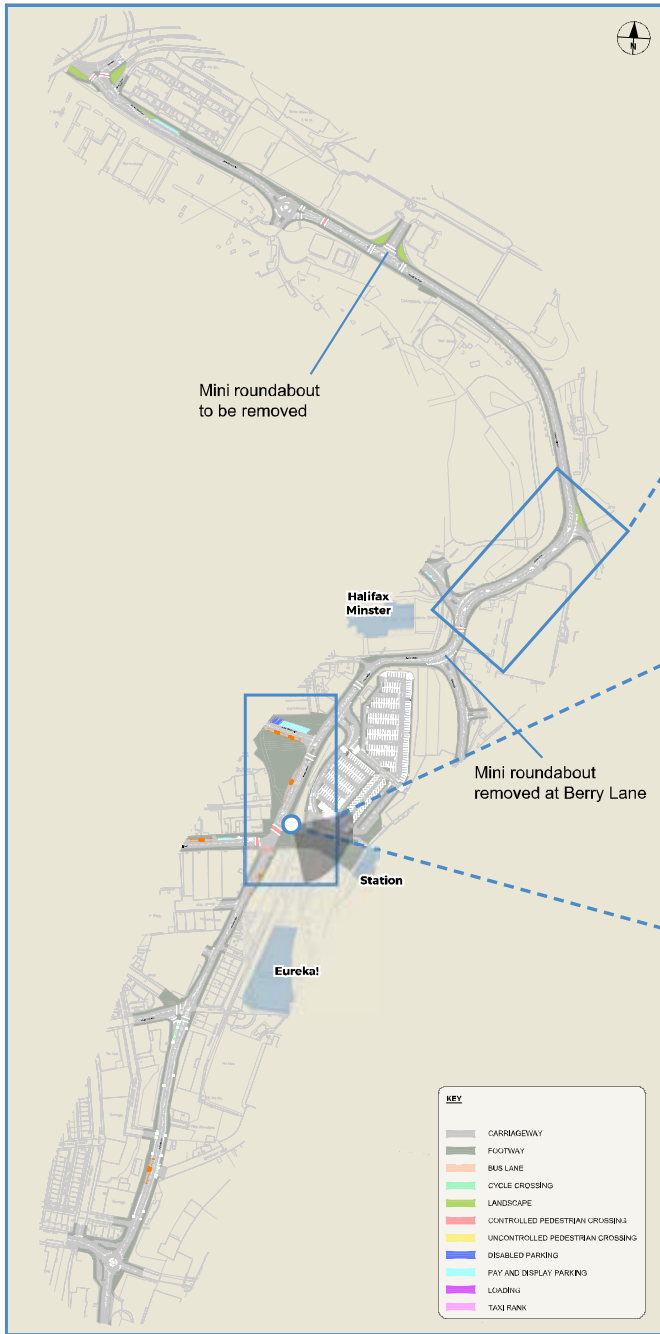 N
Mini roundabout
to be removed
Halifax
Minster
Mini roundabout
removed at Berry Lane
Station
Eureka!
KEY
CARRIAGEWAY
FOOTWAY
BUS LANE
CYCLE CROSSING
LANDSCAPE
CONTROLLED PEDESTRIAN CROSSING
UNCONTROLLED PEDESTRIAN CROSSING
DISABLED PARKING
PAY AND DISPLAY PARKING
LOADING
TAXI RANK